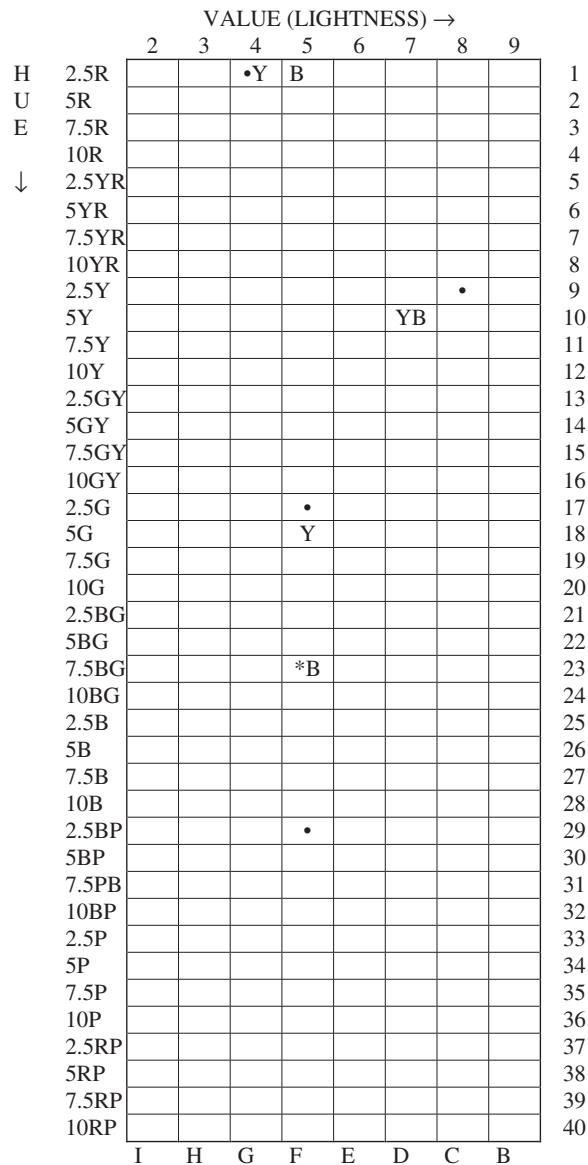 VALUE (LIGHTNESS) →
2 3 4 5 6 7 8 9
H 2.5R •Y B 1
U 5R 2
E 7.5R 3
10R 4
↓ 2.5YR 5
5YR 6
7.5YR 7
10YR 8
2.5Y • 9
5Y YB 10
7.5Y 11
10Y 12
2.5GY 13
5GY 14
7.5GY 15
10GY 16
2.5G • 17
5G Y 18
7.5G 19
10G 20
2.5BG 21
5BG 22
7.5BG *B 23
10BG 24
2.5B 25
5B 26
7.5B 27
10B 28
2.5BP • 29
5BP 30
7.5PB 31
10BP 32
2.5P 33
5P 34
7.5P 35
10P 36
2.5RP 37
5RP 38
7.5RP 39
10RP 40
I H G F E D C B